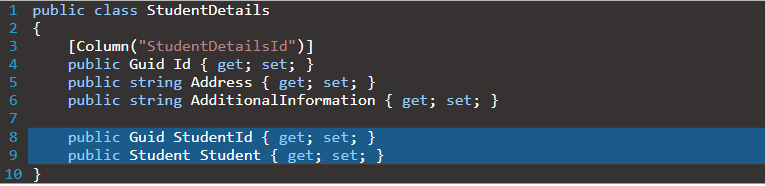 1 public class StudentDetails
2 {
3     [Column("StudentDetailsId")]
4     public Guid Id { get; set; }
5     public string Address { get; set; }
6     public string AdditionalInformation { get; set; }
7
8     public Guid StudentId { get; set; }
9     public Student Student { get; set; }
10 }